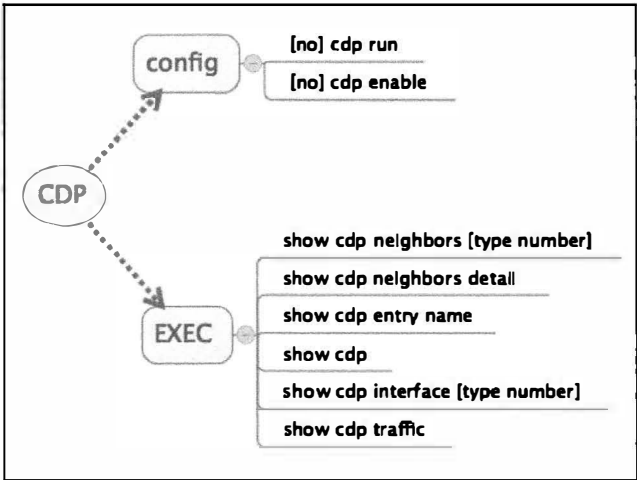 config
[no] cdp run
[no] cdp enable
CDP
show cdp neighbors [type number]
show cdp neighbors detail
show cdp entry name
EXEC
show cdp
show cdp interface [type number]
show cdp traffic